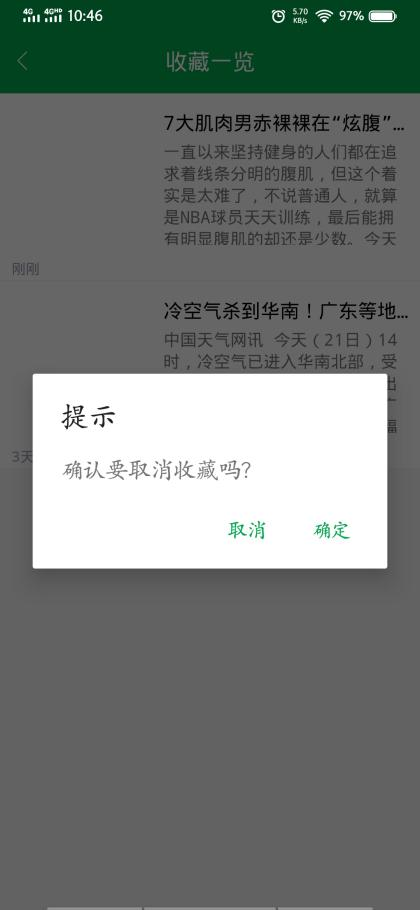 4G 4GHD 10:46 5.70 KB/s 97%
收藏一览
7大肌肉男赤裸裸在“炫腹”...
一直以来坚持健身的人们都在追
求着线条分明的腹肌，但这个着
实是太难了，不说普通人，就算
是NBA球员天天训练，最后能拥
有明显腹肌的却还是少数。今天
刚刚
冷空气杀到华南！广东等地...
中国天气网讯 今天（21日）14
时，冷空气已进入华南北部，受
出
福
3天
提示
确认要取消收藏吗?
取消 确定